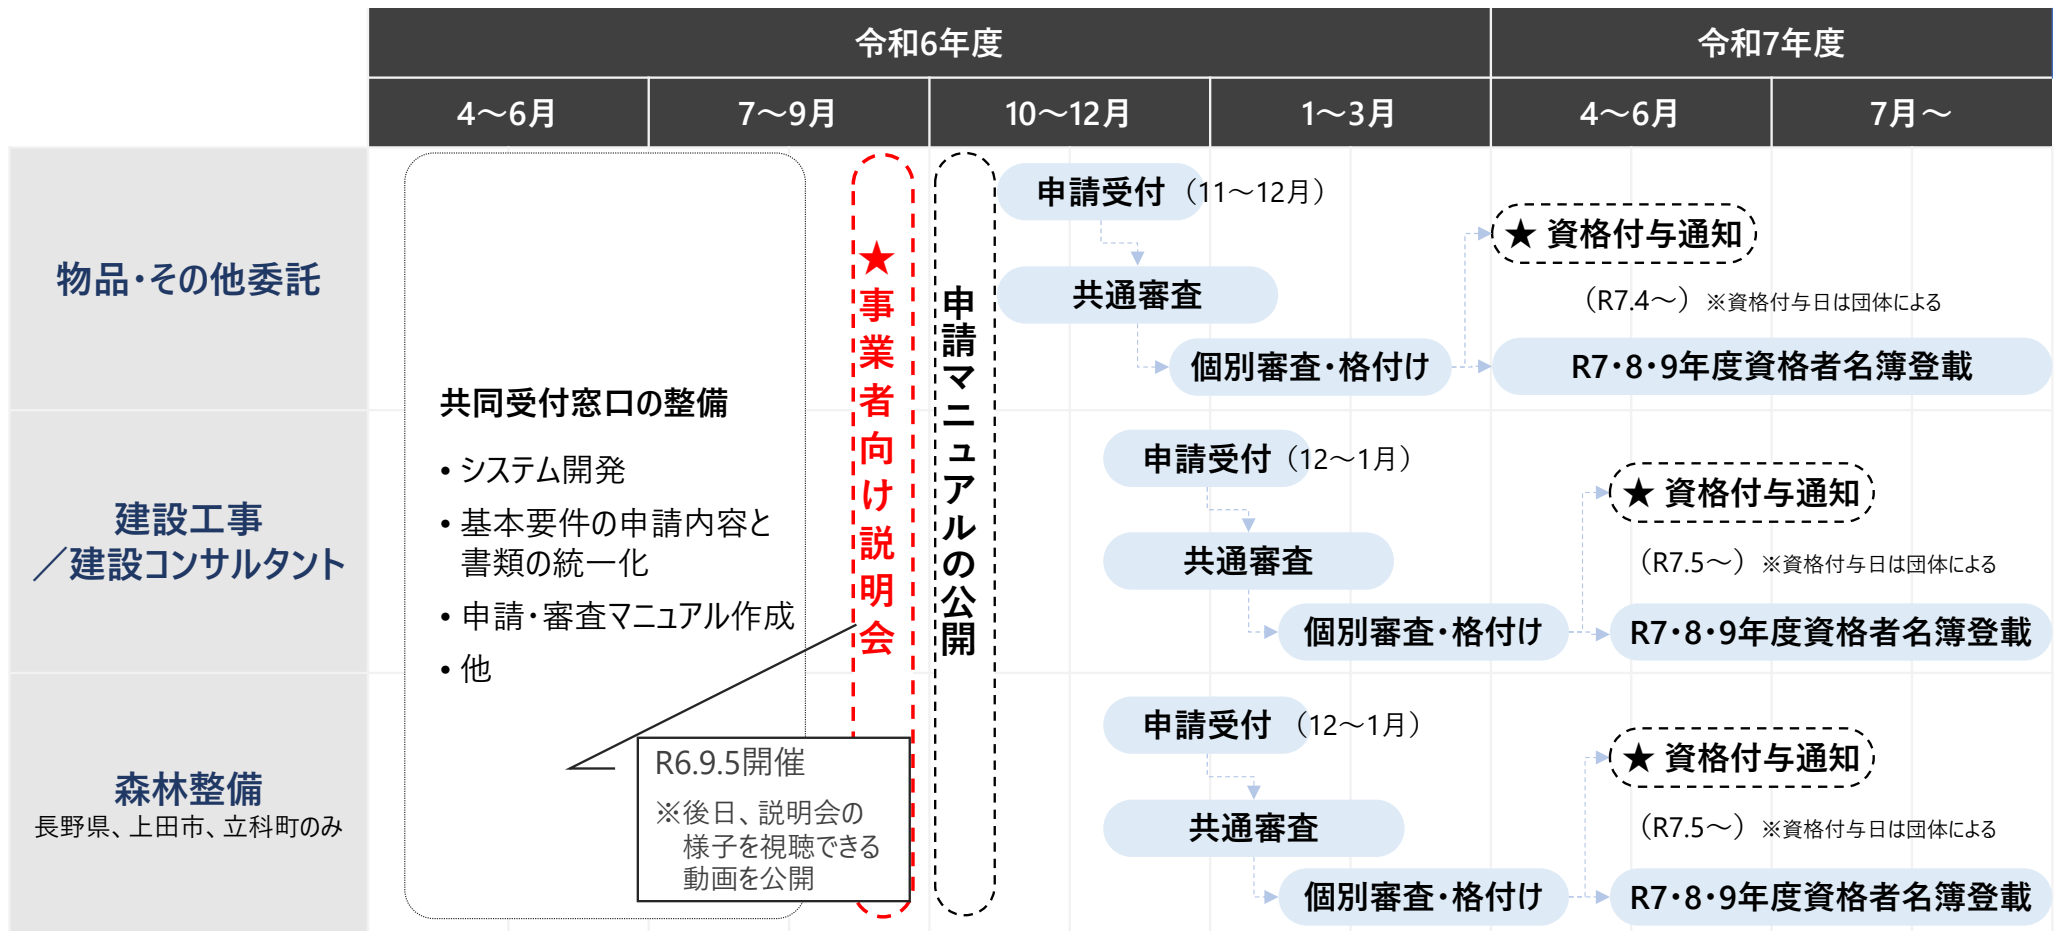 令和6年度
令和7年度
4～6月
7～9月
10～12月
1～3月
4～6月
7月～
物品・その他委託
建設工事
／建設コンサルタント
森林整備
長野県、上田市、立科町のみ
共同受付窓口の整備
• システム開発
• 基本要件の申請内容と
書類の統一化
• 申請・審査マニュアル作成
• 他
★事業者向け説明会
R6.9.5開催
※後日、説明会の
様子を視聴できる
動画を公開
申請マニュアルの公開
申請受付（11～12月）
共通審査
個別審査・格付け
★ 資格付与通知
（R7.4～）※資格付与日は団体による
R7・8・9年度資格者名簿登載
申請受付（12～1月）
共通審査
個別審査・格付け
★ 資格付与通知
（R7.5～）※資格付与日は団体による
R7・8・9年度資格者名簿登載
申請受付（12～1月）
共通審査
個別審査・格付け
★ 資格付与通知
（R7.5～）※資格付与日は団体による
R7・8・9年度資格者名簿登載